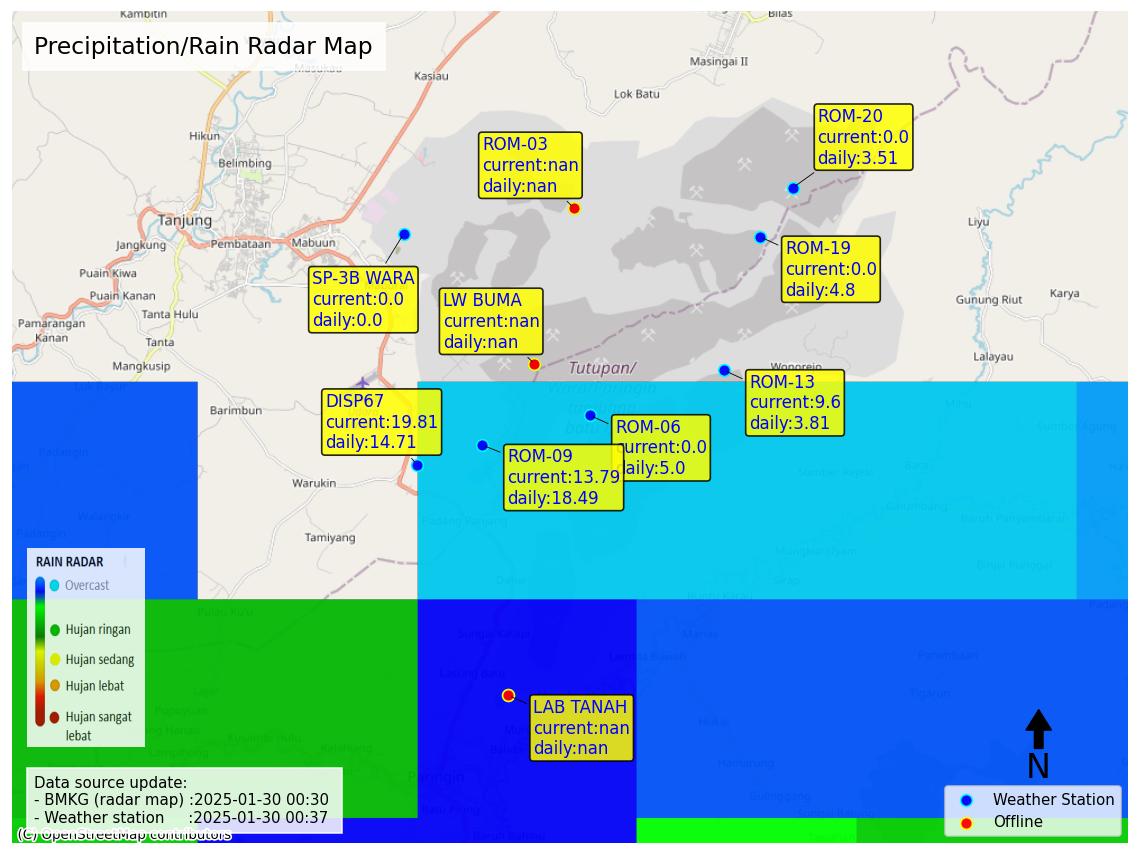 Kambitin
Bilas
Precipitation/Rain Radar Map
Masukau
Kasiau
Masingai II
Lok Batu
Hikun
Belimbing
ROM-03
current:nan
daily:nan
ROM-20
current:0.0
daily:3.51
Tanjung
Jangkung
Pembataan
Mabuun
Liyu
Puain Kiwa
Puain Kanan
SP-3B WARA
current:0.0
daily:0.0
ROM-19
current:0.0
daily:4.8
Tanta Hulu
LW BUMA
current:nan
daily:nan
Gunung Riut
Karya
Pamarangan
Kanan
Tanta
Mangkusip
Lalayau
Tutupan/
Wonorejo
Barimbun
DISP67
current:19.81
daily:14.71
ROM-13
current:9.6
daily:3.81
ROM-06
current:0.0
daily:5.0
ROM-09
current:13.79
daily:18.49
Warukin
Tamiyang
Padang Panjang
RAIN RADAR
Overcast
Hujan ringan
Hujan sedang
Hujan lebat
Hujan sangat
lebat
LAB TANAH
current:nan
daily:nan
Paringin
Data source update:
- BMKG (radar map) :2025-01-30 00:30
- Weather station :2025-01-30 00:37
(C) OpenStreetMap contributors
N
Weather Station
Offline